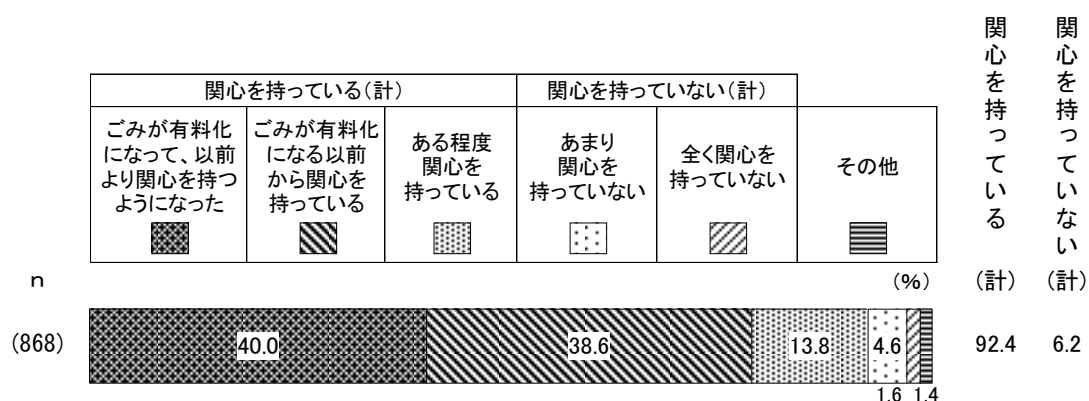 関心を持っている(計)
関心を持っていない(計)
ごみが有料化
になって、以前
より関心を持つ
ようになった
ごみが有料化
になる以前
から関心を
持っている
ある程度
関心を
持っている
あまり
関心を
持っていない
全く関心を
持っていない
その他
関心を持っている
(計)
関心を持っていない
(計)
n
(%)
(868)
40.0
38.6
13.8
4.6
1.6
1.4
92.4
6.2